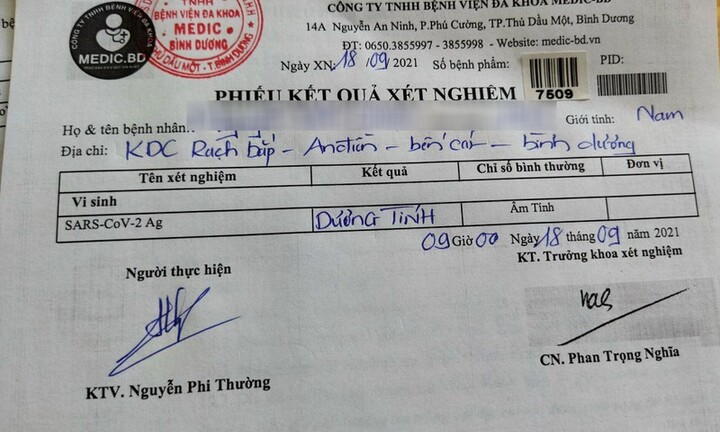 CÔNG TY TNHH BỆNH VIỆN ĐA KHOA MEDIC-BD
14A Nguyễn An Ninh, P.Phú Cường, TP.Thủ Dầu Một, Bình Dương
ĐT: 0650.3855997 - 3855998 - Website: medic-bd.vn
MEDIC.BD
TNHH
BỆNH VIỆN ĐA KHOA
MEDIC
BÌNH DƯƠNG
Ngày XN: 18/09/2021 Số bệnh phẩm: 7509 PID:
PHIẾU KẾT QUẢ XÉT NGHIỆM
Họ & tên bệnh nhân: Giới tính: Nam
Địa chỉ: KDC Rạch bắp - An điền - bến cát - bình dương
Tên xét nghiệm Kết quả Chỉ số bình thường Đơn vị
Vi sinh
SARS-CoV-2 Ag DƯƠNG TÍNH Âm Tính
09 Giờ 00 Ngày 18 tháng 09 năm 2021
Người thực hiện KT. Trưởng khoa xét nghiệm
KTV. Nguyễn Phi Thường CN. Phan Trọng Nghĩa